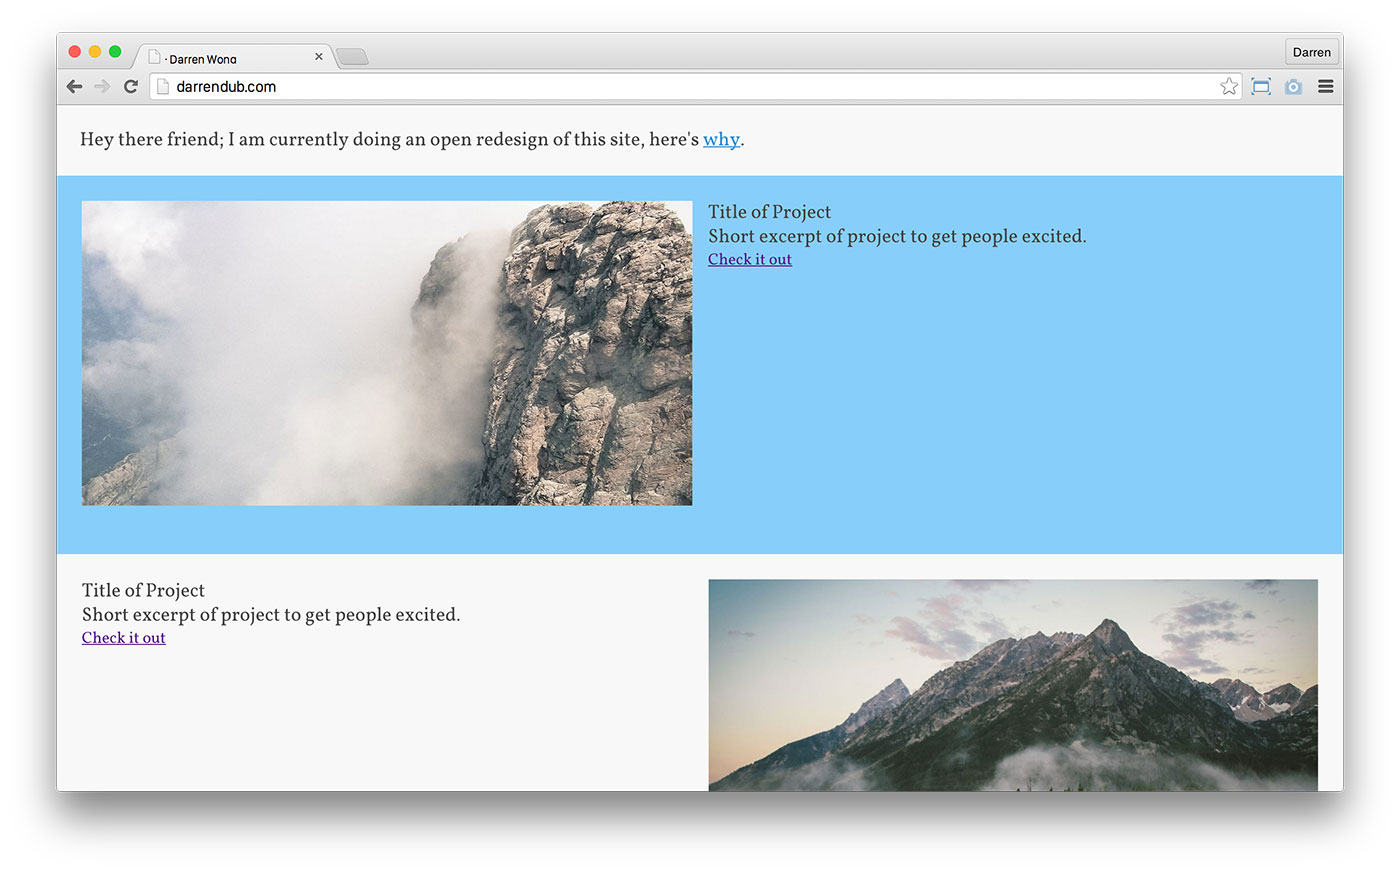 · Darren Wong
Darren
darrendub.com
Hey there friend; I am currently doing an open redesign of this site, here's why.
Title of Project
Short excerpt of project to get people excited.
Check it out
Title of Project
Short excerpt of project to get people excited.
Check it out